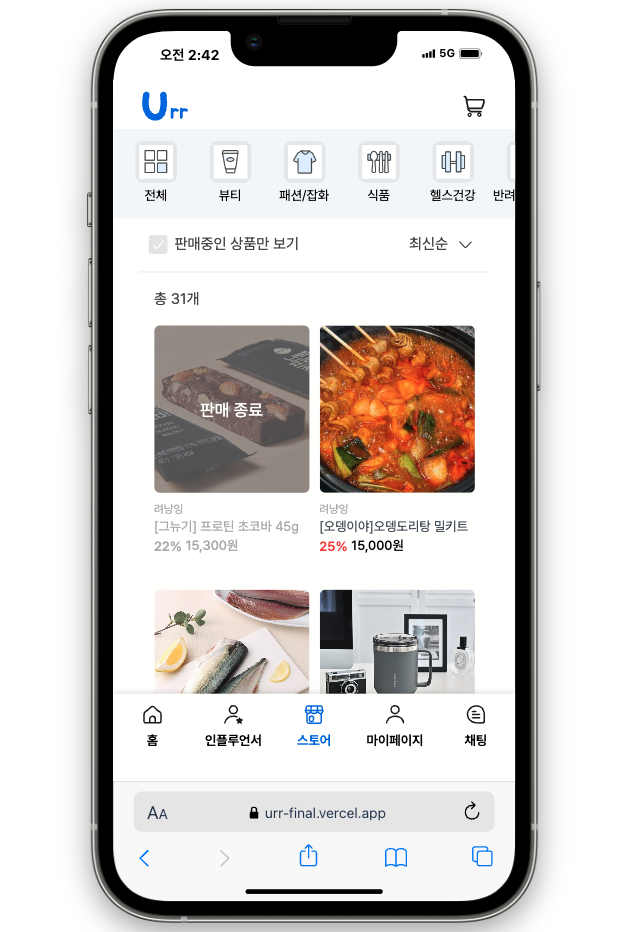 오전 2:42
5G
Urr
전체
뷰티
패션/잡화
식품
헬스건강
반려
판매중인 상품만 보기
최신순
총 31개
판매 종료
려냥잉
[그뉴기] 프로틴 초코바 45g
22% 15,300원
려냥잉
[오뎅이야]오뎅도리탕 밀키트
25% 15,000원
홈
인플루언서
스토어
마이페이지
채팅
AA
urr-final.vercel.app